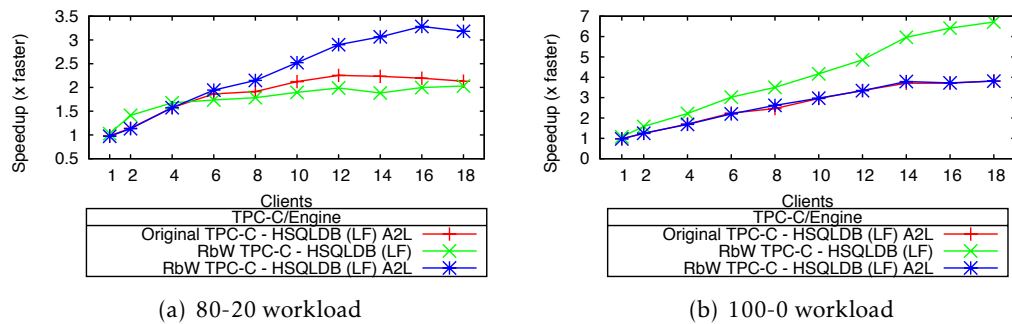 3.5
3
2.5
2
1.5
1
0.5
Speedup (x faster)
1 2 4 6 8 10 12 14 16 18
Clients
TPC-C/Engine
Original TPC-C - HSQLDB (LF) A2L
RbW TPC-C - HSQLDB (LF)
RbW TPC-C - HSQLDB (LF) A2L
(a) 80-20 workload
7
6
5
4
3
2
1
0
Speedup (x faster)
1 2 4 6 8 10 12 14 16 18
Clients
TPC-C/Engine
Original TPC-C - HSQLDB (LF) A2L
RbW TPC-C - HSQLDB (LF)
RbW TPC-C - HSQLDB (LF) A2L
(b) 100-0 workload